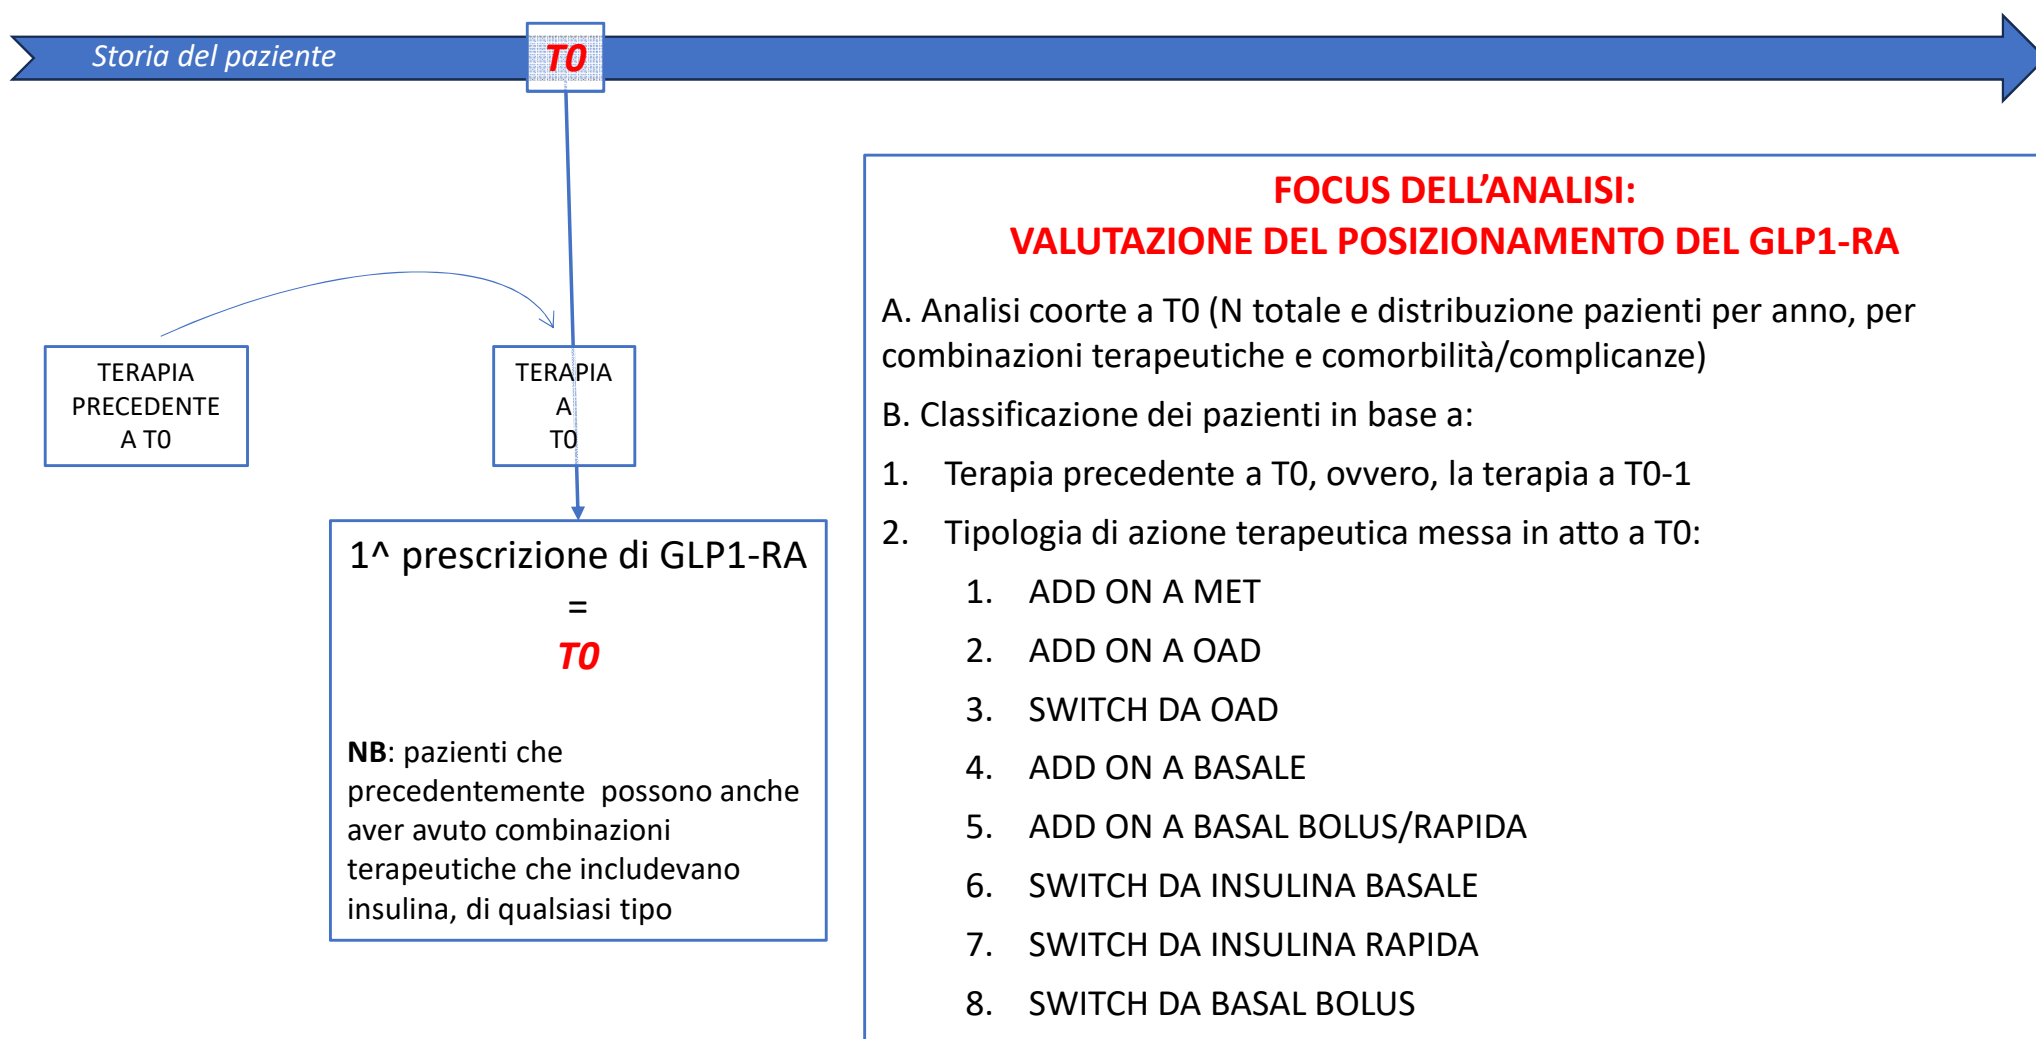 Storia del paziente
T0
FOCUS DELL'ANALISI:
VALUTAZIONE DEL POSIZIONAMENTO DEL GLP1-RA
A. Analisi coorte a T0 (N totale e distribuzione pazienti per anno, per
combinazioni terapeutiche e comorbilità/complicanze)
B. Classificazione dei pazienti in base a:
1. Terapia precedente a T0, ovvero, la terapia a T0-1
2. Tipologia di azione terapeutica messa in atto a T0:
1. ADD ON A MET
2. ADD ON A OAD
3. SWITCH DA OAD
4. ADD ON A BASALE
5. ADD ON A BASAL BOLUS/RAPIDA
6. SWITCH DA INSULINA BASALE
7. SWITCH DA INSULINA RAPIDA
8. SWITCH DA BASAL BOLUS
TERAPIA
PRECEDENTE
A T0
TERAPIA
A
T0
1^ prescrizione di GLP1-RA
=
T0
NB: pazienti che
precedentemente possono anche
aver avuto combinazioni
terapeutiche che includevano
insulina, di qualsiasi tipo